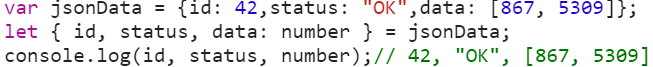 var jsonData = {id: 42,status: "OK",data: [867, 5309]};
let { id, status, data: number } = jsonData;
console.log(id, status, number);// 42, "OK", [867, 5309]